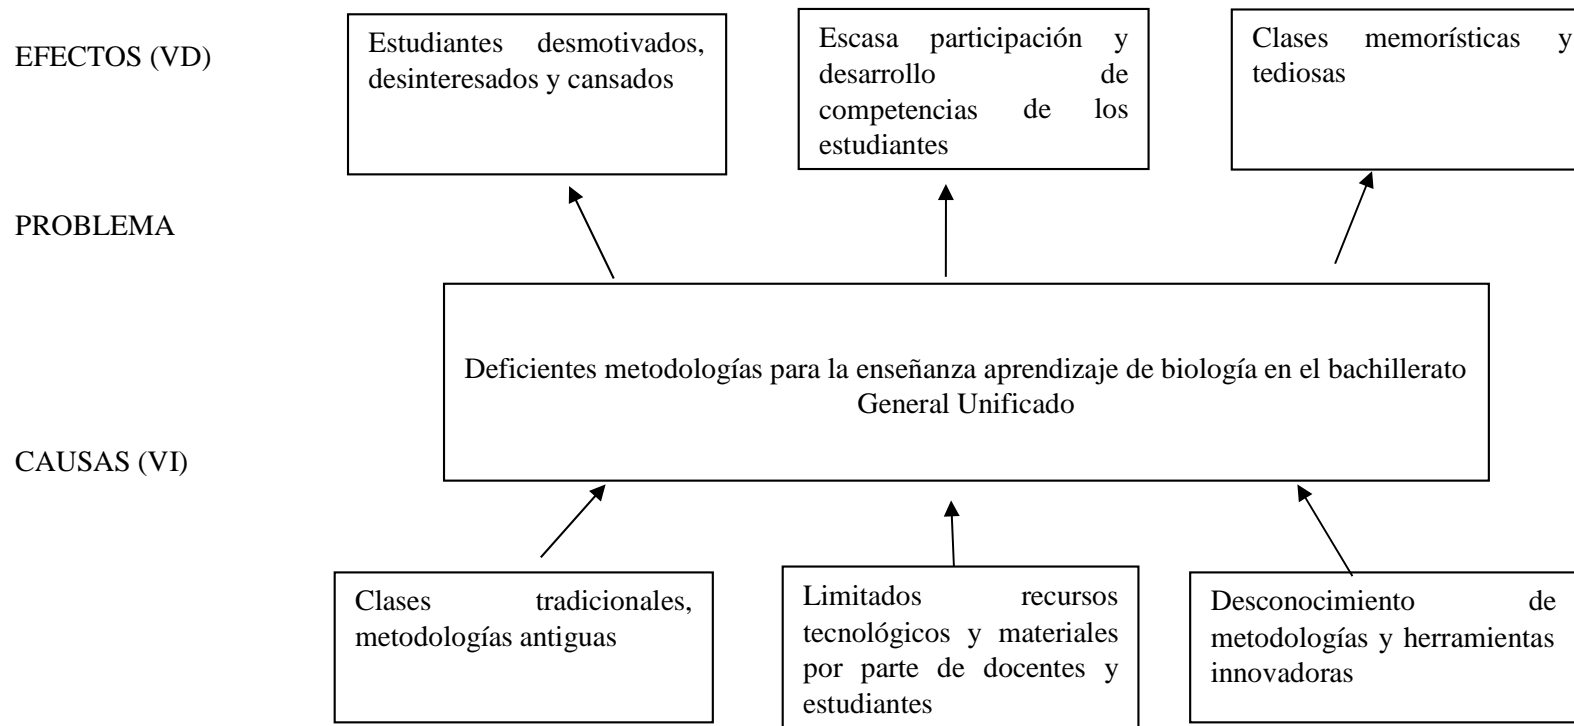 EFECTOS (VD)
Estudiantes desmotivados,
desinteresados y cansados
Escasa participación y
desarrollo de
competencias de los
estudiantes
Clases memorísticas y
tediosas
PROBLEMA
Deficientes metodologías para la enseñanza aprendizaje de biología en el bachillerato
General Unificado
CAUSAS (VI)
Clases tradicionales,
metodologías antiguas
Limitados recursos
tecnológicos y materiales
por parte de docentes y
estudiantes
Desconocimiento de
metodologías y herramientas
innovadoras